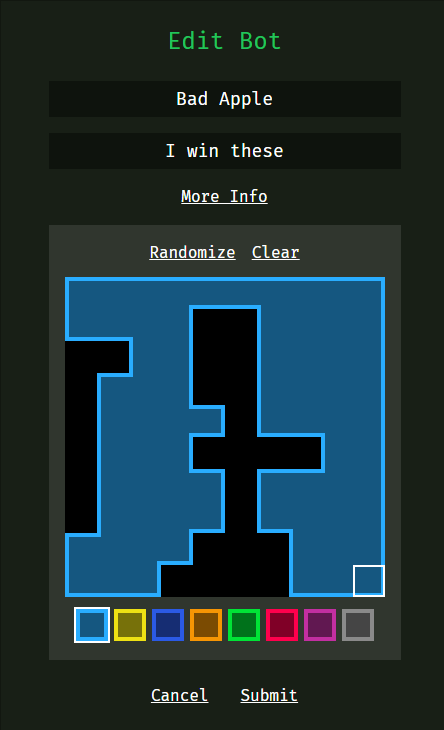 Edit Bot
Bad Apple
I win these
More Info
Randomize Clear
Cancel Submit